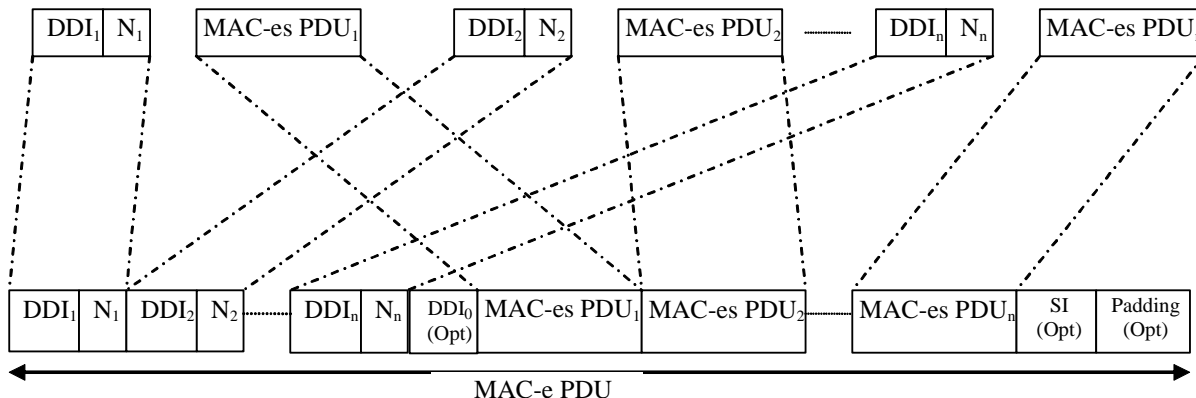 DDI₁ N₁ MAC-es PDU₁ DDI₂ N₂ MAC-es PDU₂ DDIₙ Nₙ MAC-es PDU
DDI₁ N₁ DDI₂ N₂ DDIₙ Nₙ DDI₀ (Opt) MAC-es PDU₁ MAC-es PDU₂ MAC-es PDUₙ SI (Opt) Padding (Opt)
MAC-e PDU